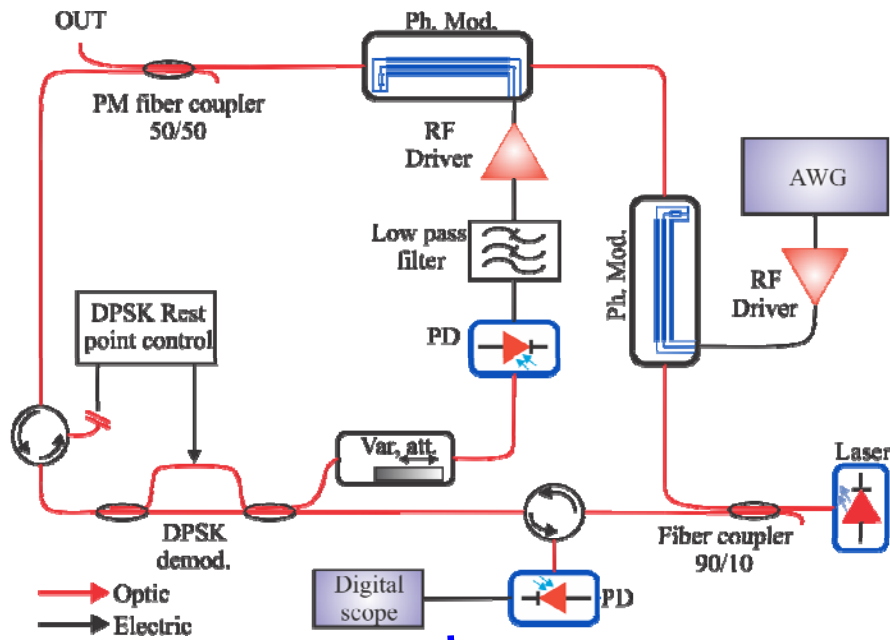 OUT
Ph. Mod.
PM fiber coupler
50/50
RF
Driver
AWG
Low pass
filter
Ph. Mod.
RF
Driver
DPSK Rest
point control
PD
Var, att.
Laser
DPSK
demod.
Fiber coupler
90/10
Optic
Electric
Digital
scope
PD